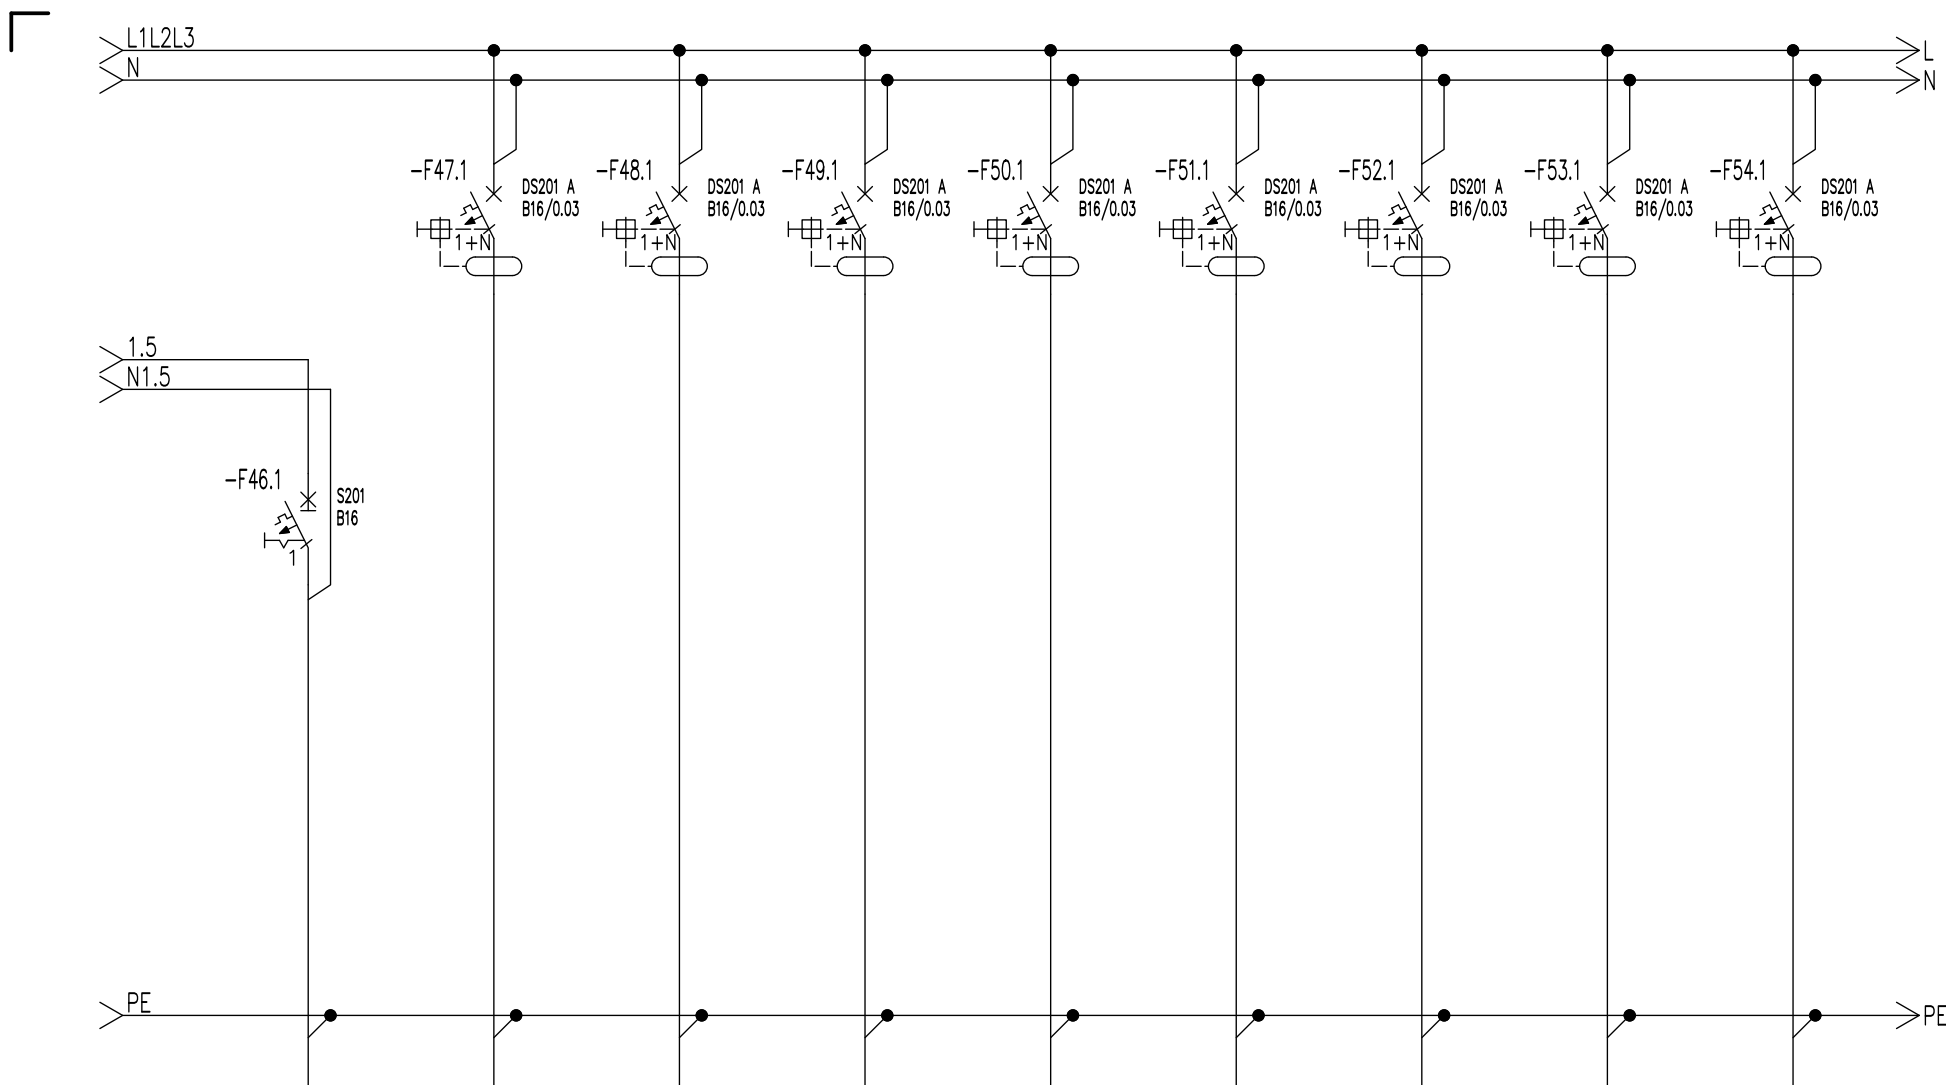 L1L2L3
L
N
N
-F47.1
DS201 A
B16/0.03
1+N
-F48.1
DS201 A
B16/0.03
1+N
-F49.1
DS201 A
B16/0.03
1+N
-F50.1
DS201 A
B16/0.03
1+N
-F51.1
DS201 A
B16/0.03
1+N
-F52.1
DS201 A
B16/0.03
1+N
-F53.1
DS201 A
B16/0.03
1+N
-F54.1
DS201 A
B16/0.03
1+N
1.5
N1.5
-F46.1
S201
B16
1
PE
PE